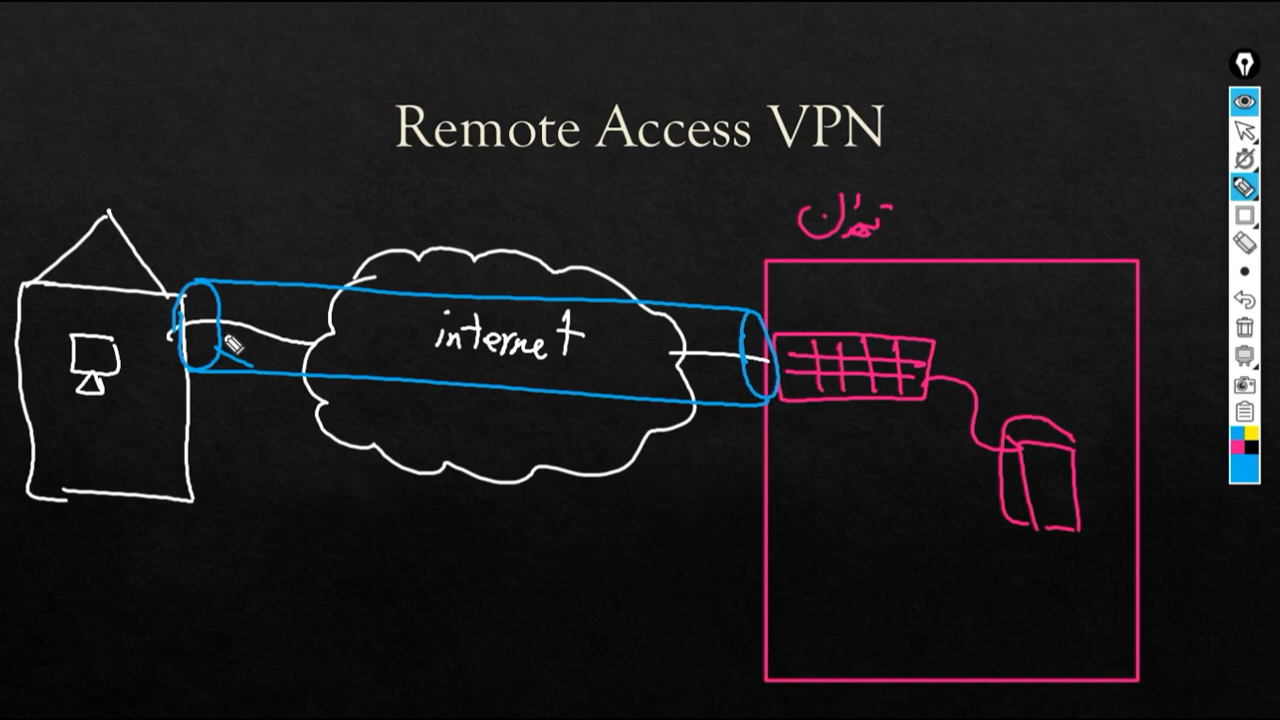 Remote Access VPN
تهران
internet